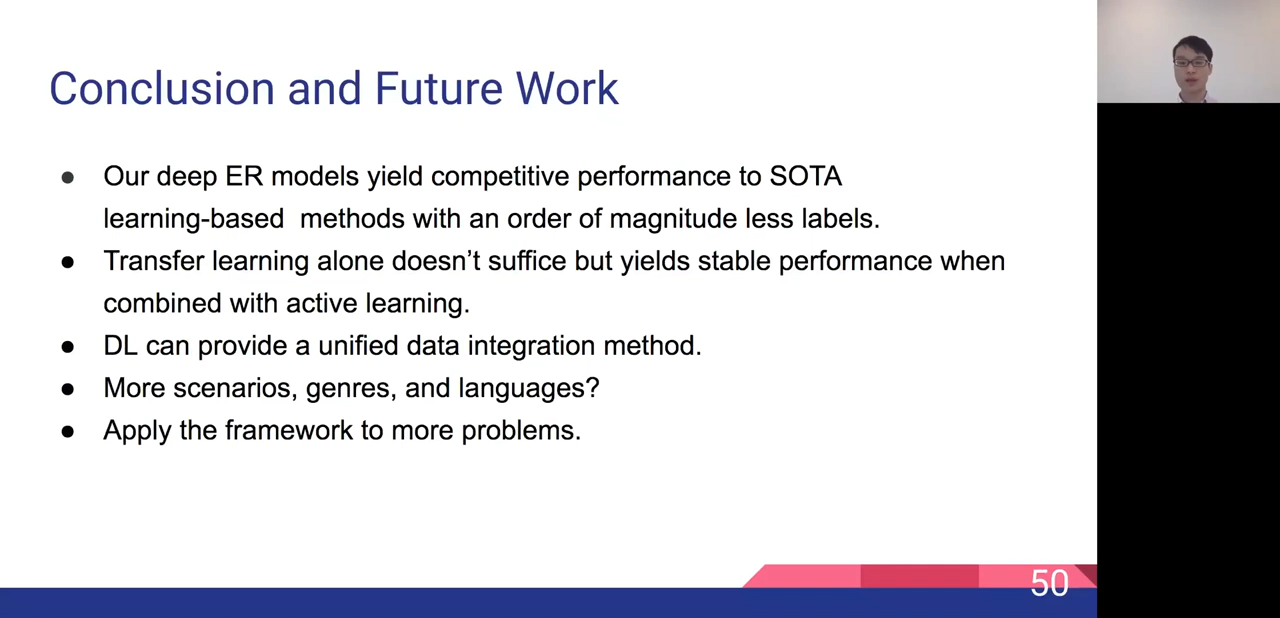 Conclusion and Future Work
● Our deep ER models yield competitive performance to SOTA
learning-based  methods with an order of magnitude less labels.
● Transfer learning alone doesn’t suffice but yields stable performance when
combined with active learning.
● DL can provide a unified data integration method.
● More scenarios, genres, and languages?
● Apply the framework to more problems.
50